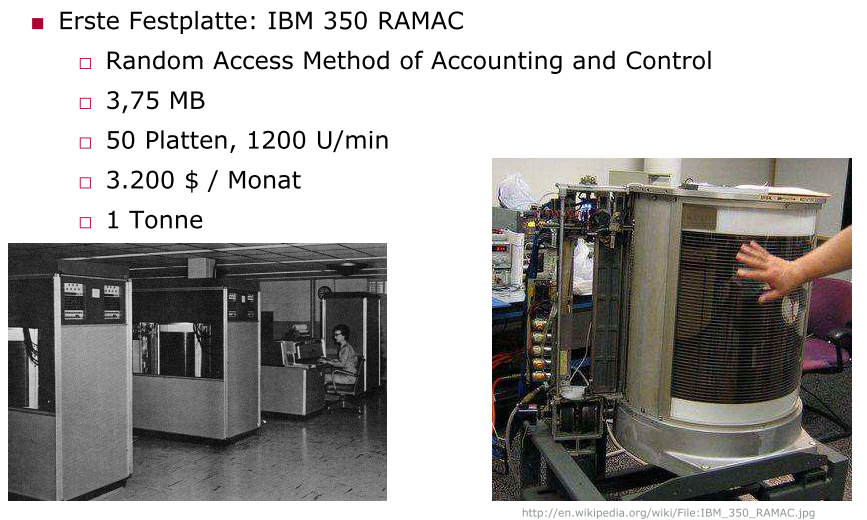 Erste Festplatte: IBM 350 RAMAC
Random Access Method of Accounting and Control
3,75 MB
50 Platten, 1200 U/min
3.200 $ / Monat
1 Tonne
http://en.wikipedia.org/wiki/File:IBM_350_RAMAC.jpg